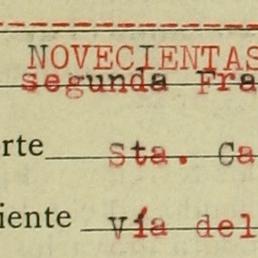 NOVECIENTAS
segunda Fra
rte Sta. Ca
iente Vía del